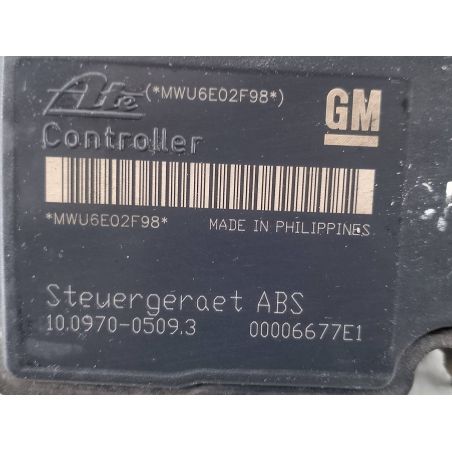 Ate (*MWU6E02F98*) GM
Controller
*MWU6E02F98* MADE IN PHILIPPINES
Steuergeraet ABS
10.0970-0509.3 00006677E1